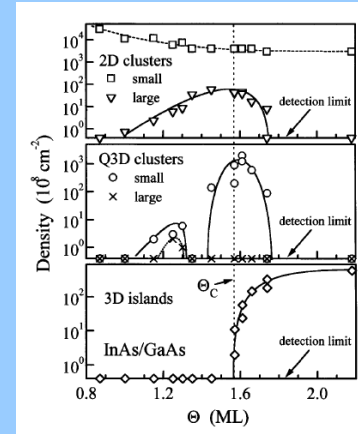 10⁵
10⁴
10³
10²
10¹
10⁰
2D clusters
small
large
detection limit
Density (10⁸ cm⁻²)
10³
10²
10¹
10⁰
Q3D clusters
small
large
detection limit
10²
10⁰
3D islands
Θ_C
InAs/GaAs
detection limit
0.8 1.2 1.6 2.0
Θ (ML)